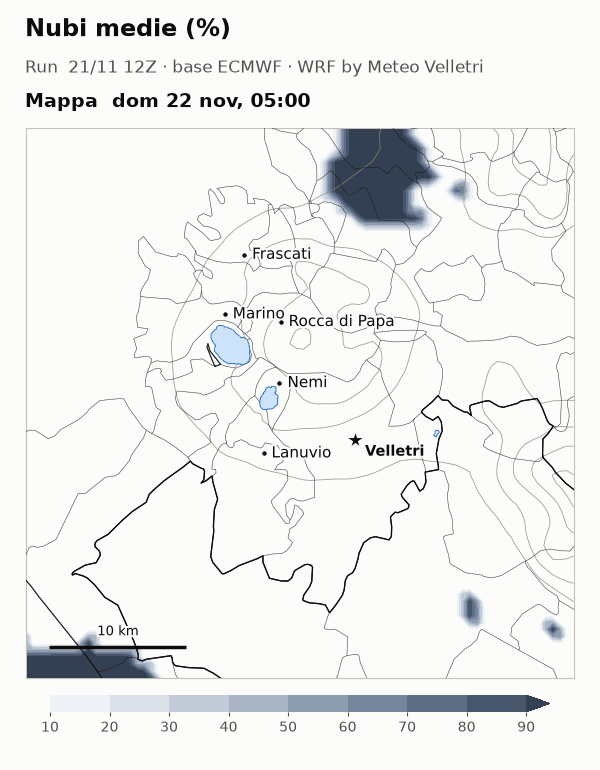 Nubi medie (%)
Run 21/11 12Z · base ECMWF · WRF by Meteo Velletri
Mappa dom 22 nov, 05:00
Frascati
Marino
Rocca di Papa
Nemi
Velletri
Lanuvio
10 km
10 20 30 40 50 60 70 80 90